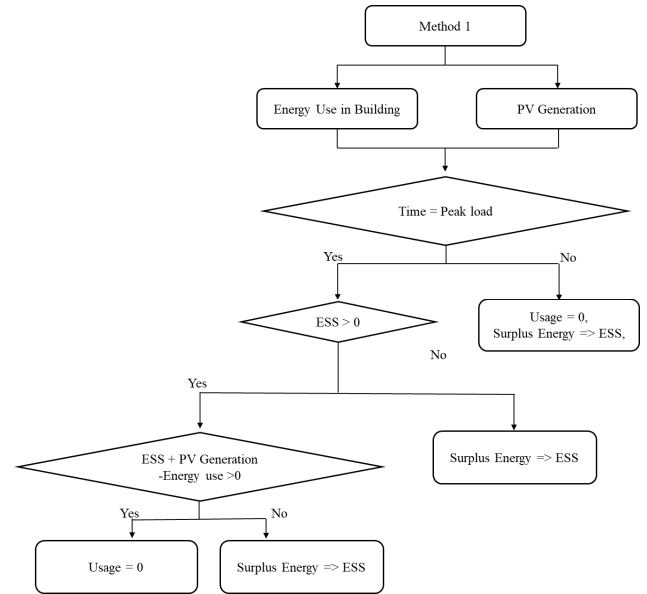 Method 1
Energy Use in Building
PV Generation
Time = Peak load
Yes
No
ESS > 0
Usage = 0,
Surplus Energy => ESS,
No
Yes
ESS + PV Generation
-Energy use >0
Surplus Energy => ESS
Yes
No
Usage = 0
Surplus Energy => ESS